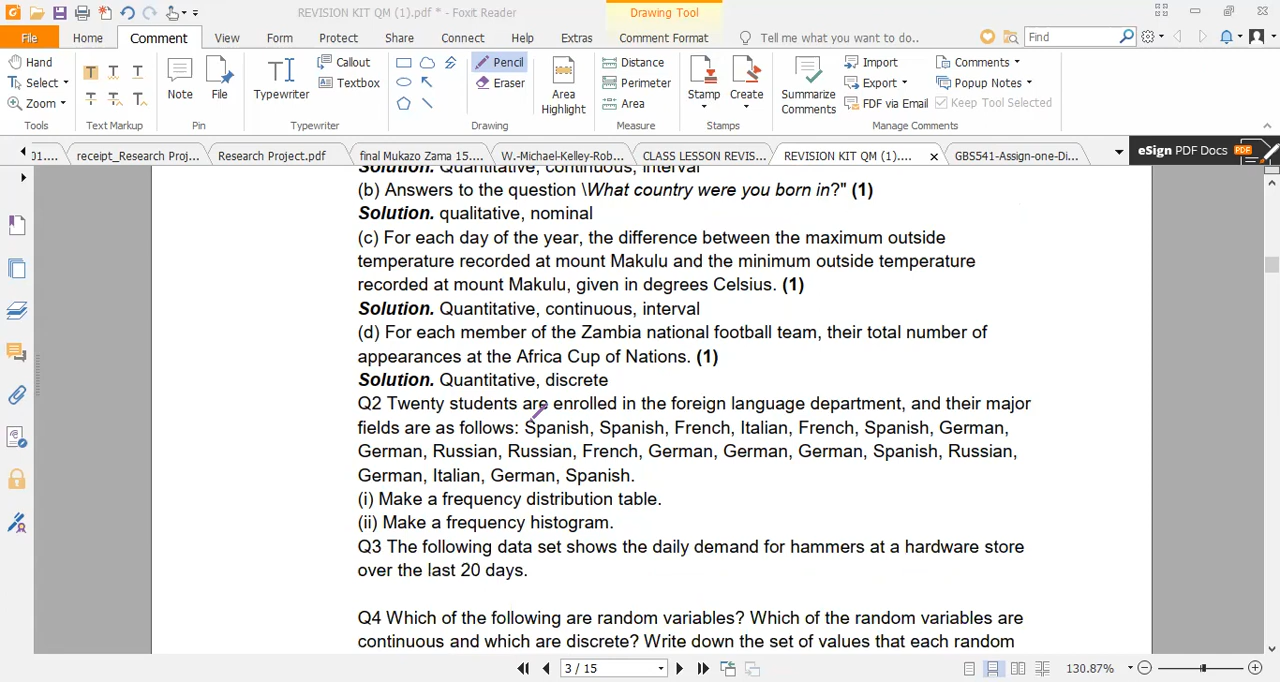 REVISION KIT QM (1).pdf * - Foxit Reader
Drawing Tool
File Home Comment View Form Protect Share Connect Help Extras Comment Format Tell me what you want to do.. Find
Hand
Select
Zoom
Tools
Text Markup
Note
File
Pin
Typewriter
Callout
Textbox
Typewriter
Pencil
Eraser
Drawing
Area
Highlight
Distance
Perimeter
Area
Measure
Stamp
Create
Stamps
Summarize
Comments
Import
Export
FDF via Email
Comments
Popup Notes
Keep Tool Selected
Manage Comments
01.... receipt_Research Proj... Research Project.pdf final Mukazo Zama 15.... W.-Michael-Kelley-Rob... CLASS LESSON REVIS... REVISION KIT QM (1).... GBS541-Assign-one-Di...
eSign PDF Docs
Solution. Quantitative, continuous, interval
(b) Answers to the question \What country were you born in?" (1)
Solution. qualitative, nominal
(c) For each day of the year, the difference between the maximum outside
temperature recorded at mount Makulu and the minimum outside temperature
recorded at mount Makulu, given in degrees Celsius. (1)
Solution. Quantitative, continuous, interval
(d) For each member of the Zambia national football team, their total number of
appearances at the Africa Cup of Nations. (1)
Solution. Quantitative, discrete
Q2 Twenty students are enrolled in the foreign language department, and their major
fields are as follows: Spanish, Spanish, French, Italian, French, Spanish, German,
German, Russian, Russian, French, German, German, German, Spanish, Russian,
German, Italian, German, Spanish.
(i) Make a frequency distribution table.
(ii) Make a frequency histogram.
Q3 The following data set shows the daily demand for hammers at a hardware store
over the last 20 days.
Q4 Which of the following are random variables? Which of the random variables are
continuous and which are discrete? Write down the set of values that each random
3 / 15
130.87%